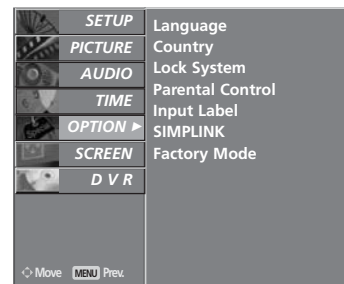 SETUP
PICTURE
AUDIO
TIME
OPTION ►
SCREEN
D V R
Language
Country
Lock System
Parental Control
Input Label
SIMPLINK
Factory Mode
Move MENU Prev.